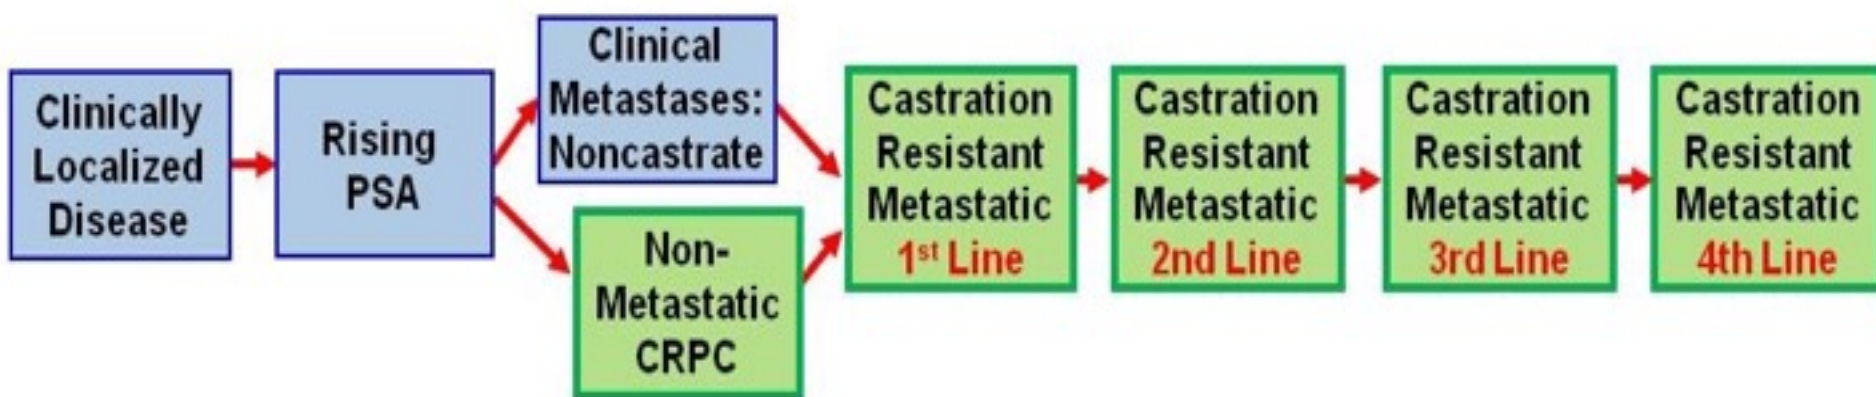 Clinically
Localized
Disease
Rising
PSA
Clinical
Metastases:
Noncastrate
Non-
Metastatic
CRPC
Castration
Resistant
Metastatic
1st Line
Castration
Resistant
Metastatic
2nd Line
Castration
Resistant
Metastatic
3rd Line
Castration
Resistant
Metastatic
4th Line